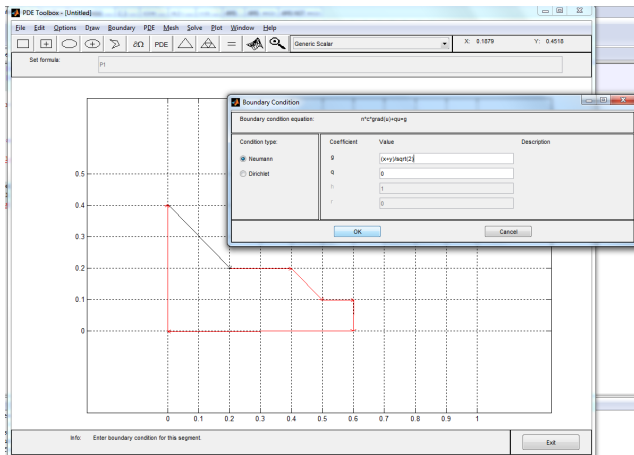 PDE Toolbox - [Untitled]
File Edit Options Draw Boundary PDE Mesh Solve Plot Window Help
∂Ω PDE = Generic Scalar X: 0.1879 Y: 0.4518
Set formula: P1
Boundary Condition
Boundary condition equation: n*c*grad(u)+qu=g
Condition type: Coefficient Value Description
Neumann g (x+y)/sqrt(2)
Dirichlet q 0
h 1
r 0
OK Cancel
0.5
0.4
0.3
0.2
0.1
0
0 0.1 0.2 0.3 0.4 0.5 0.6 0.7 0.8 0.9 1
Info: Enter boundary condition for this segment. Exit